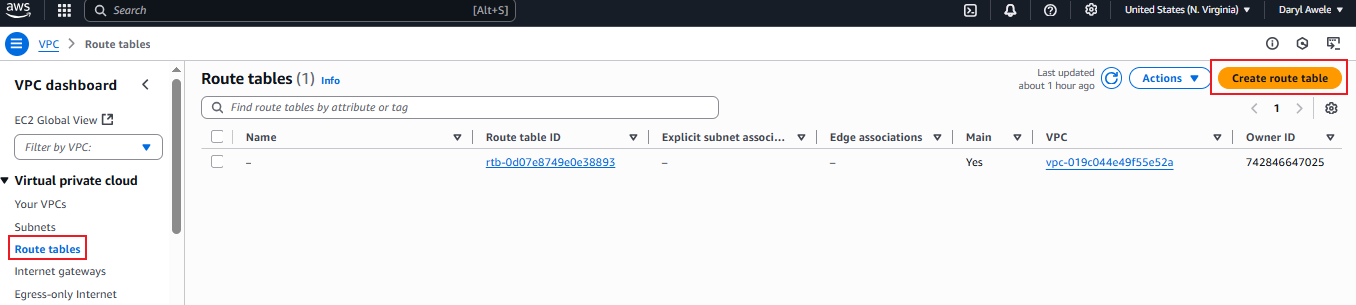 aws
Search
[Alt+S]
United States (N. Virginia) ▼
Daryl Awele ▼
VPC > Route tables
VPC dashboard
EC2 Global View
Filter by VPC:
Virtual private cloud
Your VPCs
Subnets
Route tables
Internet gateways
Egress-only Internet
Route tables (1) Info
Last updated
about 1 hour ago
Actions ▼
Create route table
Find route tables by attribute or tag
< 1 >
Name Route table ID Explicit subnet associ... Edge associations Main VPC Owner ID
– rtb-0d07e8749e0e38893 – – Yes vpc-019c044e49f55e52a 742846647025